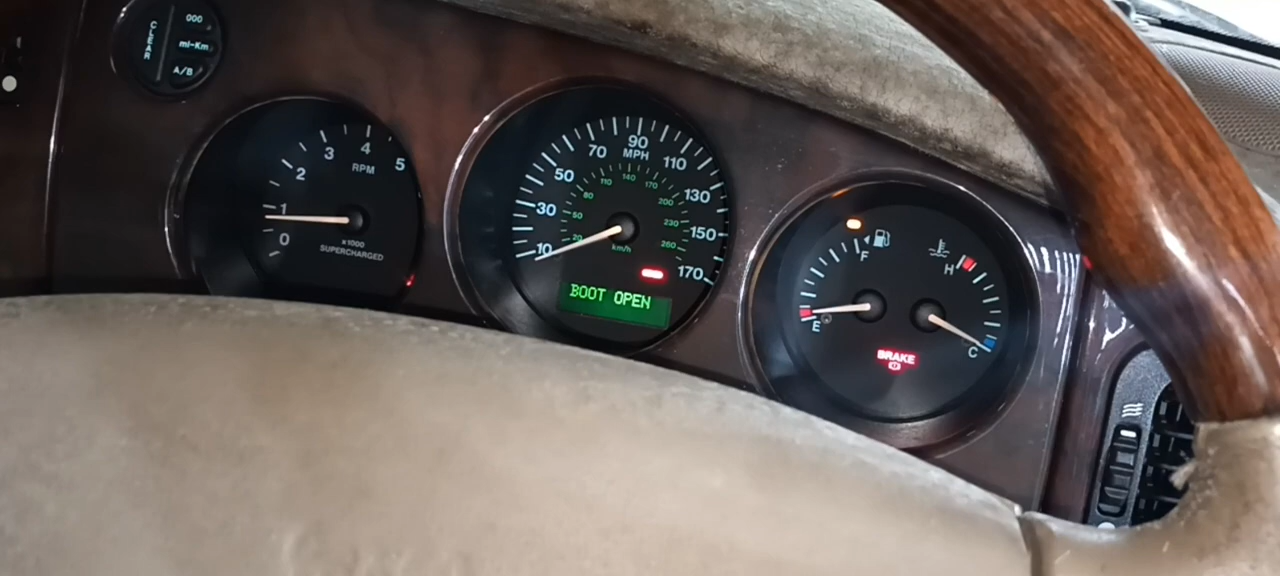 CLEAR
000
mi-Km
A/B
0
1
2
3
4
5
RPM
x1000
SUPERCHARGED
10
30
50
70
90
110
130
150
170
MPH
20
50
80
110
140
170
200
230
260
km/h
BOOT OPEN
F
E
H
C
BRAKE